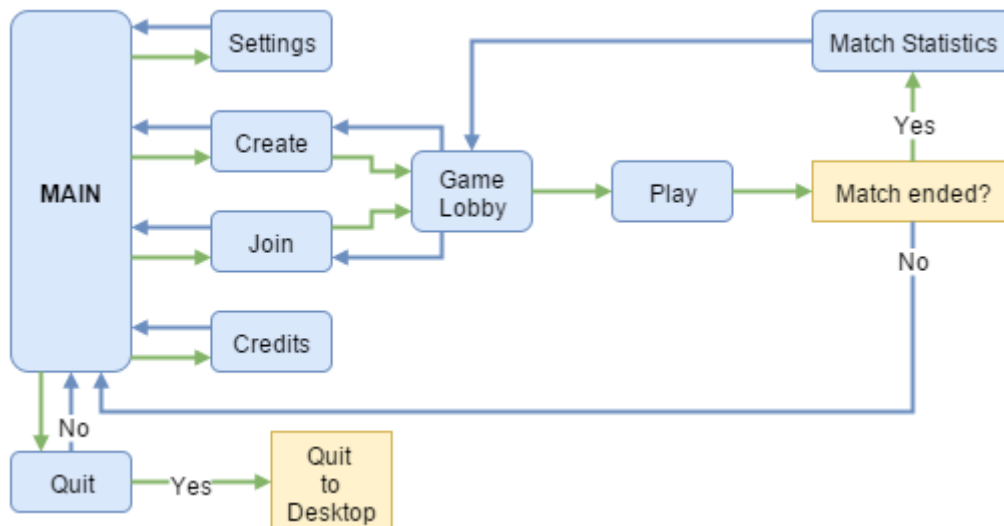 Settings
Match Statistics
Create
Yes
MAIN
Game
Lobby
Play
Match ended?
Join
No
Credits
No
Quit
Yes
Quit
to
Desktop